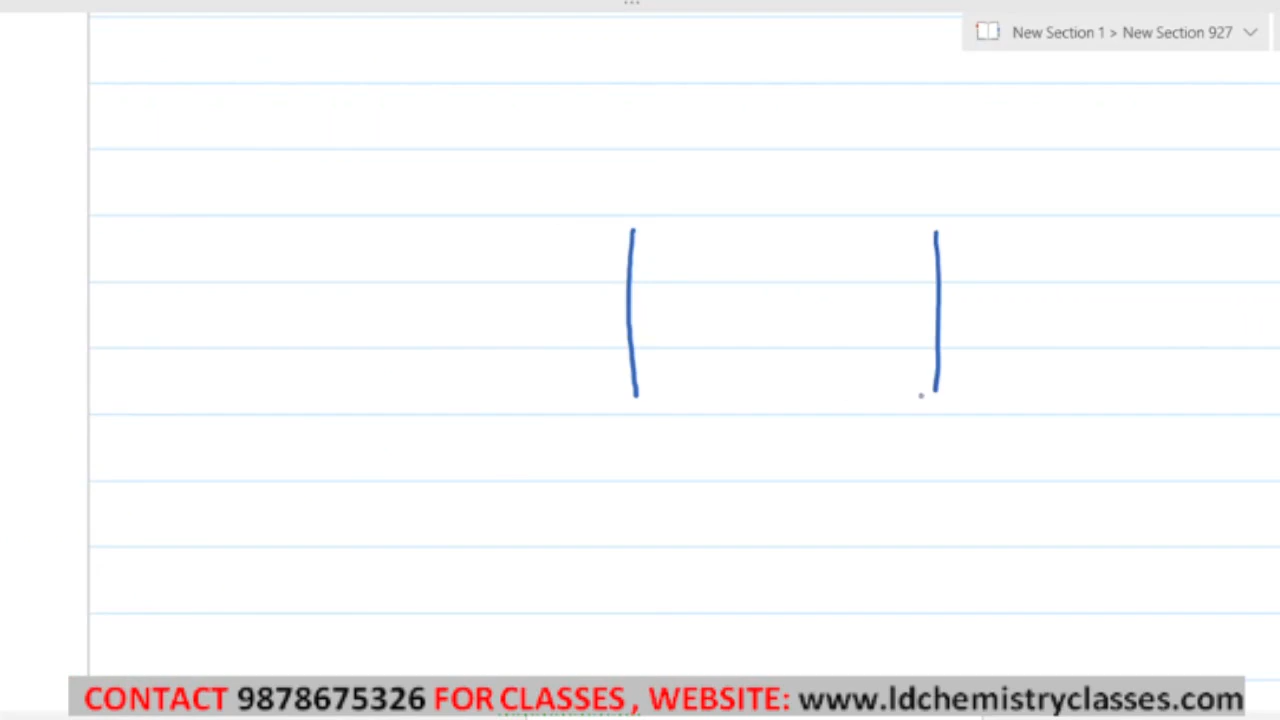 New Section 1 > New Section 927
CONTACT 9878675326 FOR CLASSES , WEBSITE: www.ldchemistryclasses.com